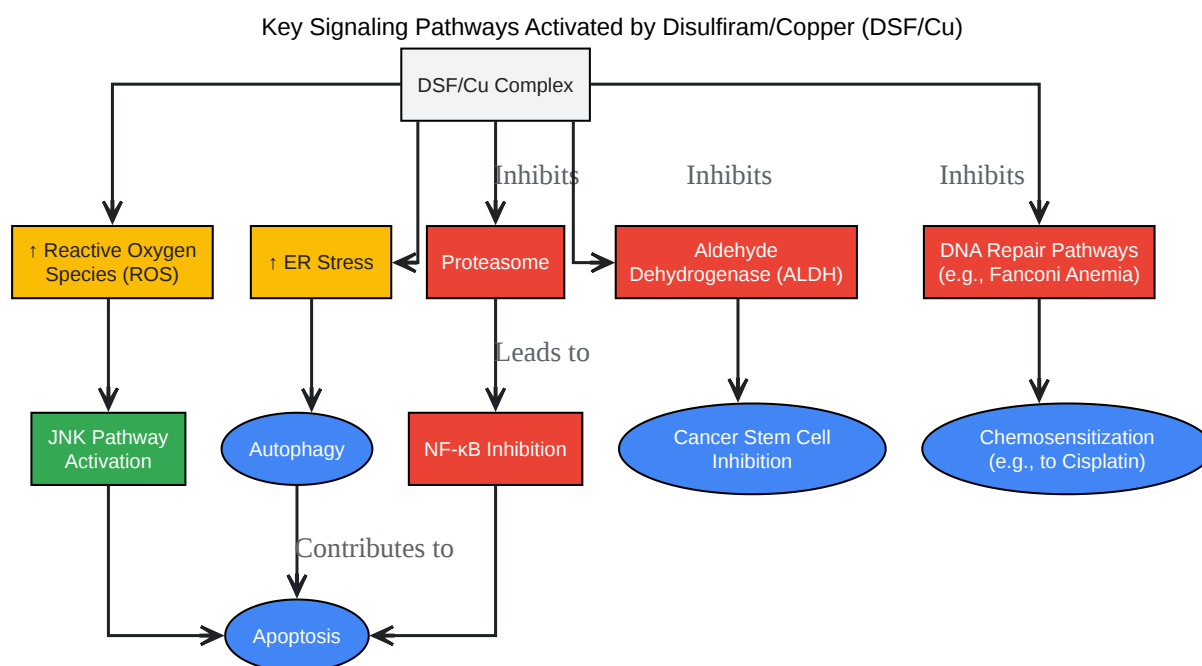 Key Signaling Pathways Activated by Disulfiram/Copper (DSF/Cu)
DSF/Cu Complex
Inhibits
Inhibits
Inhibits
↑ Reactive Oxygen
Species (ROS)
↑ ER Stress
Proteasome
Aldehyde
Dehydrogenase (ALDH)
DNA Repair Pathways
(e.g., Fanconi Anemia)
Leads to
JNK Pathway
Activation
Autophagy
NF-κB Inhibition
Cancer Stem Cell
Inhibition
Chemosensitization
(e.g., to Cisplatin)
Contributes to
Apoptosis